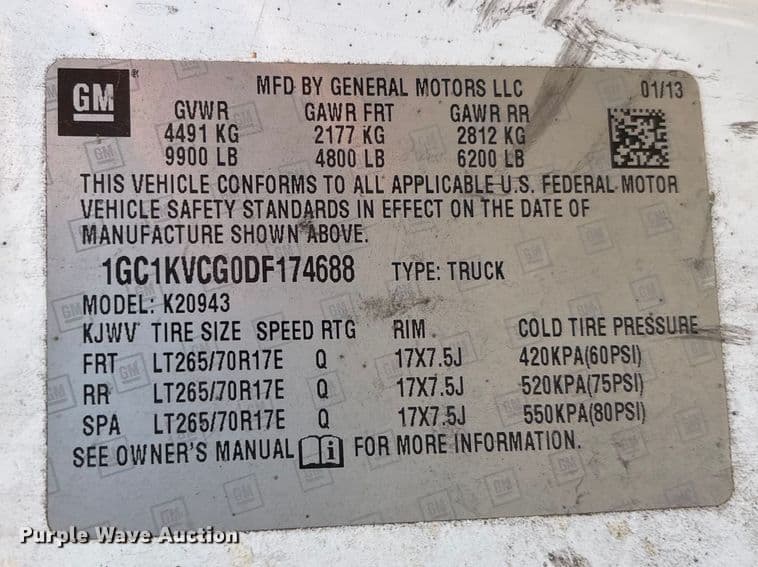 GM
MFD BY GENERAL MOTORS LLC 01/13
GVWR GAWR FRT GAWR RR
4491 KG 2177 KG 2812 KG
9900 LB 4800 LB 6200 LB
THIS VEHICLE CONFORMS TO ALL APPLICABLE U.S. FEDERAL MOTOR
VEHICLE SAFETY STANDARDS IN EFFECT ON THE DATE OF
MANUFACTURE SHOWN ABOVE.
1GC1KVCG0DF174688 TYPE: TRUCK
MODEL: K20943
KJWV TIRE SIZE SPEED RTG RIM COLD TIRE PRESSURE
FRT LT265/70R17E Q 17X7.5J 420KPA(60PSI)
RR LT265/70R17E Q 17X7.5J 520KPA(75PSI)
SPA LT265/70R17E Q 17X7.5J 550KPA(80PSI)
SEE OWNER'S MANUAL i FOR MORE INFORMATION.
Purple Wave Auction